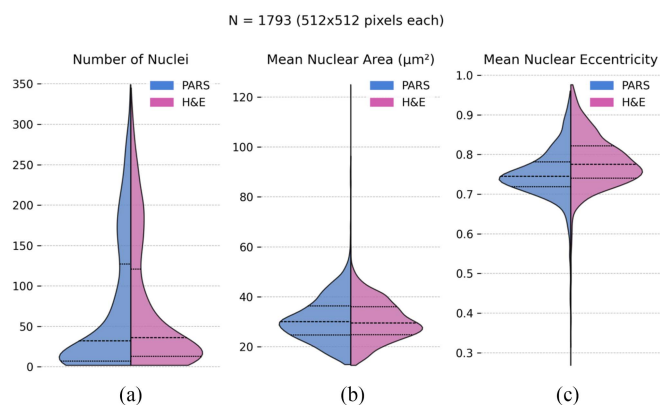 N = 1793 (512x512 pixels each)
Number of Nuclei
350
300
250
200
150
100
50
0
PARS
H&E
(a)
Mean Nuclear Area (μm²)
120
100
80
60
40
20
PARS
H&E
(b)
Mean Nuclear Eccentricity
1.0
0.9
0.8
0.7
0.6
0.5
0.4
0.3
PARS
H&E
(c)